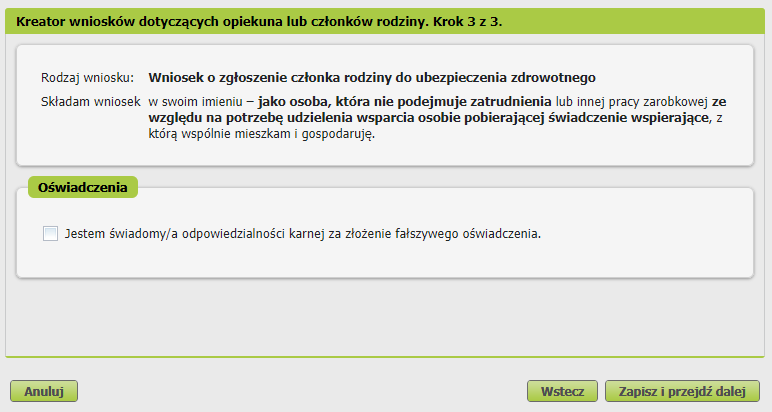 Kreator wniosków dotyczących opiekuna lub członków rodziny. Krok 3 z 3.
Rodzaj wniosku: Wniosek o zgłoszenie członka rodziny do ubezpieczenia zdrowotnego
Składam wniosek w swoim imieniu – jako osoba, która nie podejmuje zatrudnienia lub innej pracy zarobkowej ze
względu na potrzebę udzielenia wsparcia osobie pobierającej świadczenie wspierające, z
którą wspólnie mieszkam i gospodaruję.
Oświadczenia
Jestem świadomy/a odpowiedzialności karnej za złożenie fałszywego oświadczenia.
Anuluj Wstecz Zapisz i przejdź dalej